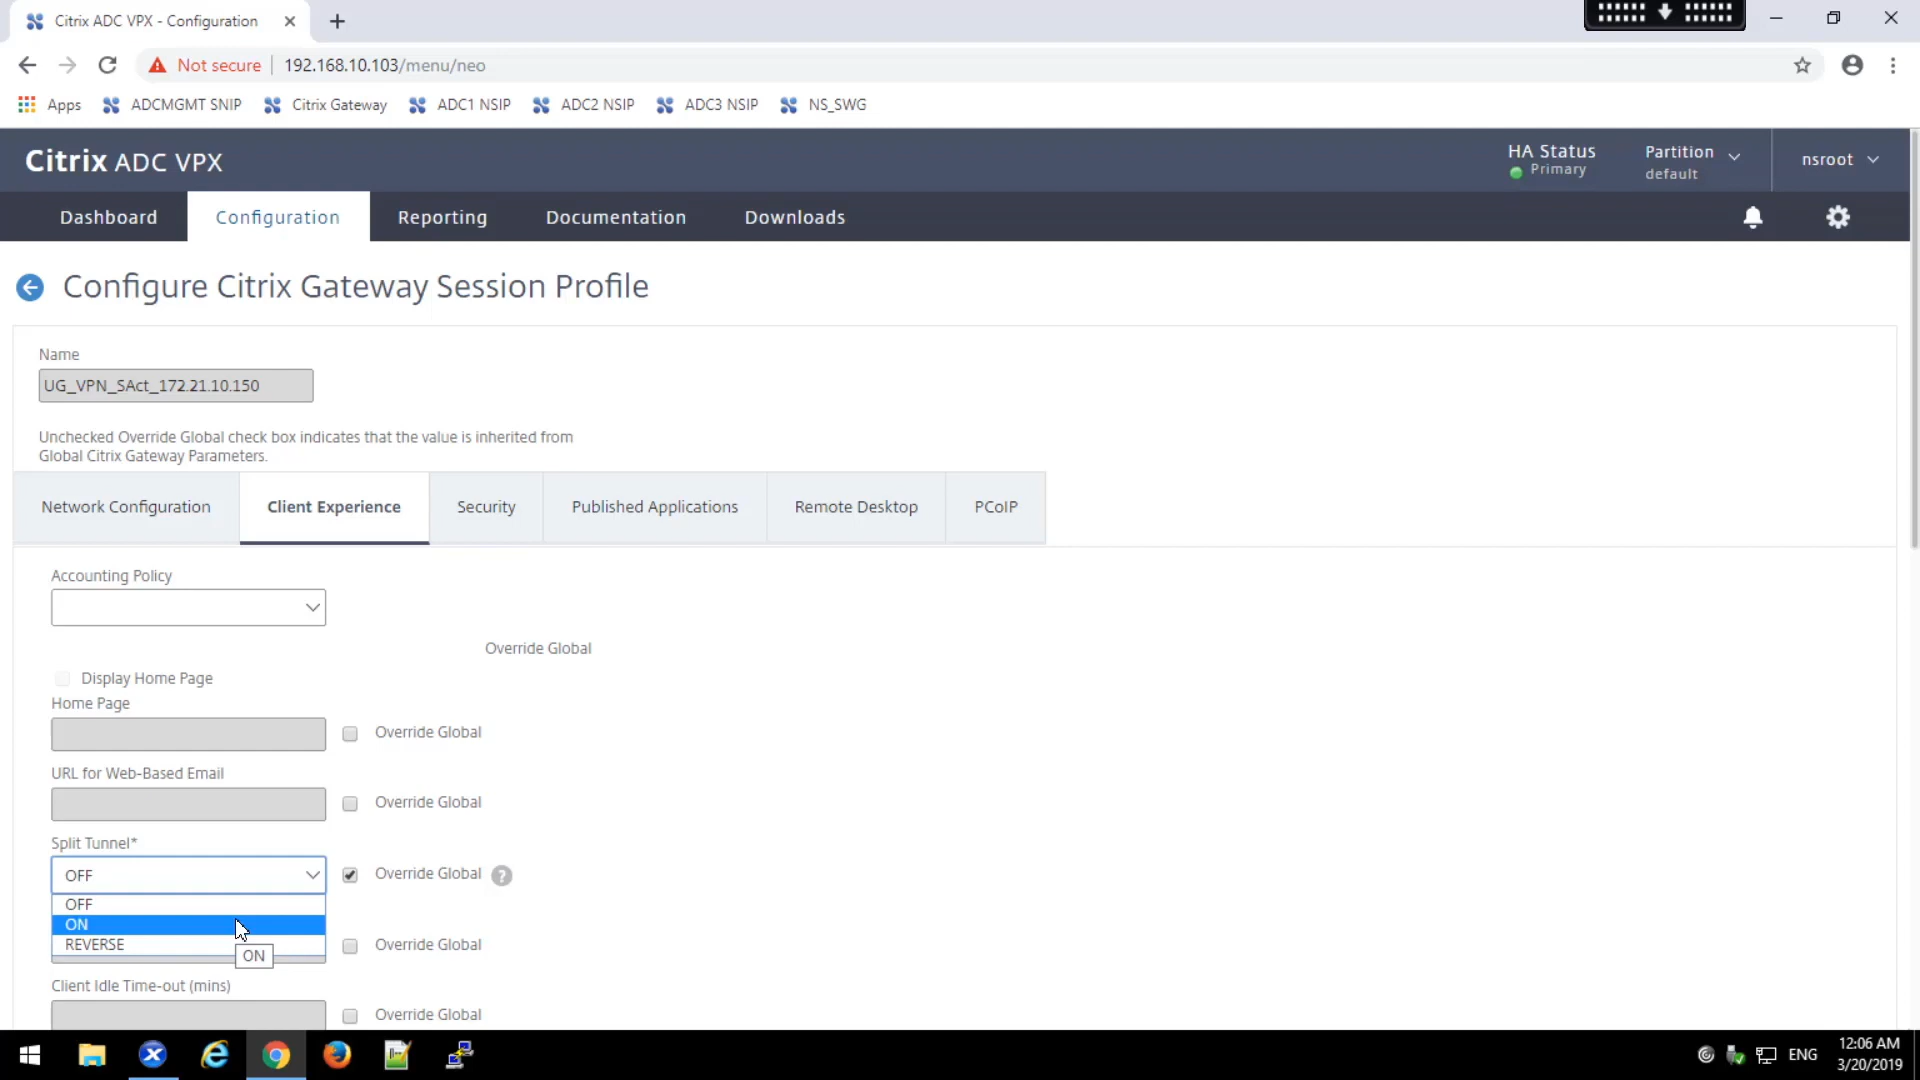 Citrix ADC VPX - Configuration
Not secure
192.168.10.103/menu/neo
Apps
ADCMGMT SNIP
Citrix Gateway
ADC1 NSIP
ADC2 NSIP
ADC3 NSIP
NS_SWG
Citrix ADC VPX
HA Status
Primary
Partition
default
nsroot
Dashboard
Configuration
Reporting
Documentation
Downloads
Configure Citrix Gateway Session Profile
Name
UG_VPN_SAct_172.21.10.150
Unchecked Override Global check box indicates that the value is inherited from
Global Citrix Gateway Parameters.
Network Configuration
Client Experience
Security
Published Applications
Remote Desktop
PCoIP
Accounting Policy
Override Global
Display Home Page
Home Page
Override Global
URL for Web-Based Email
Override Global
Split Tunnel*
OFF
Override Global
?
OFF
ON
REVERSE
ON
Override Global
Client Idle Time-out (mins)
Override Global
ENG
12:06 AM
3/20/2019